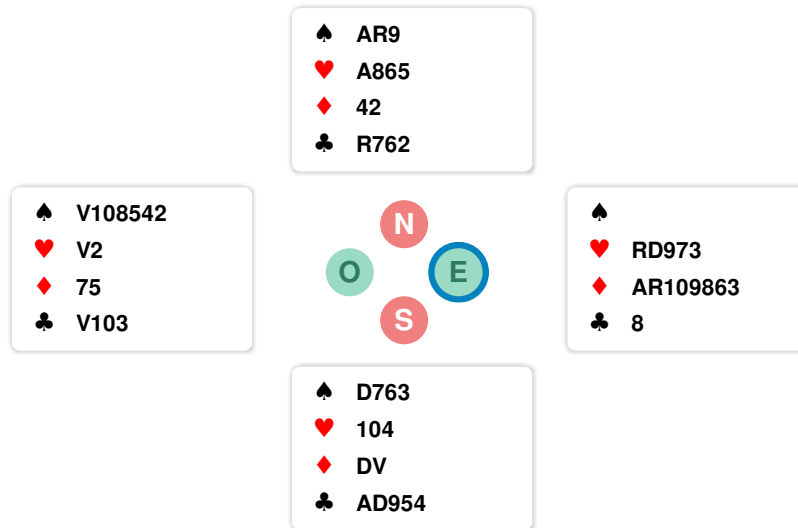 ♠ AR9
♥ A865
♦ 42
♣ R762
♠ V108542
♥ V2
♦ 75
♣ V103
N
O E
S
♠
♥ RD973
♦ AR109863
♣ 8
♠ D763
♥ 104
♦ DV
♣ AD954